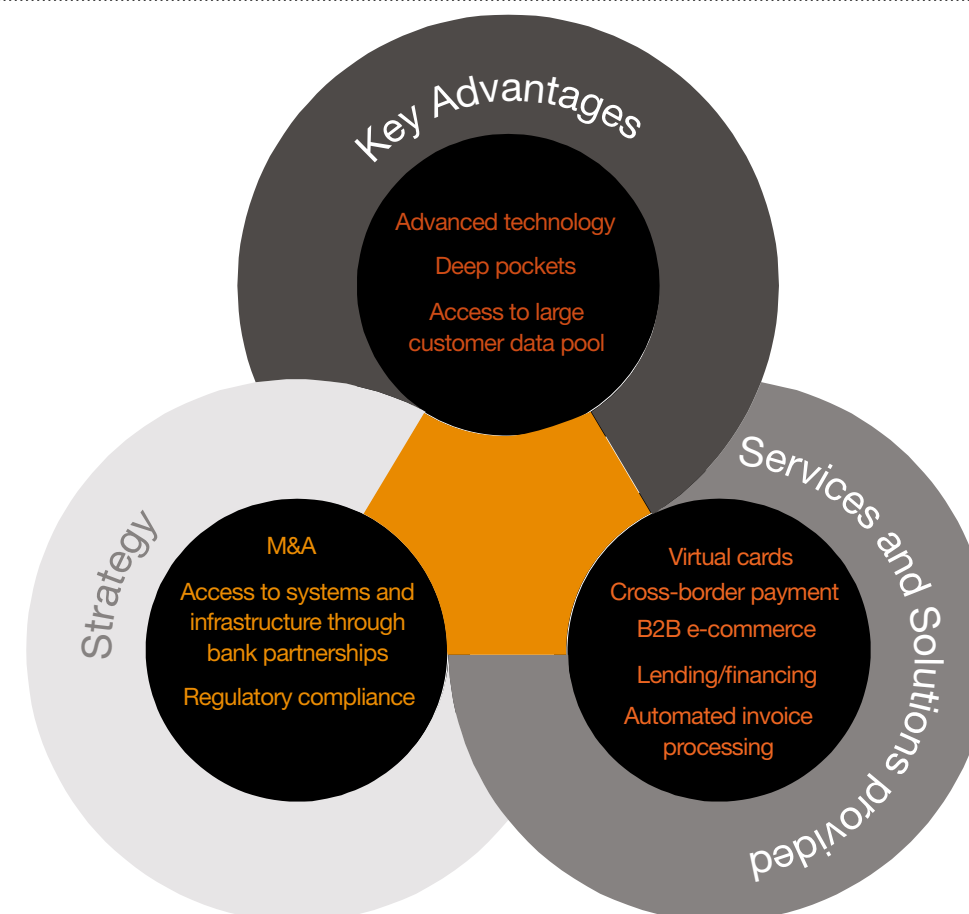 Key Advantages
Advanced technology
Deep pockets
Access to large
customer data pool
Strategy
M&A
Access to systems and
infrastructure through
bank partnerships
Regulatory compliance
Services and Solutions provided
Virtual cards
Cross-border payment
B2B e-commerce
Lending/financing
Automated invoice
processing